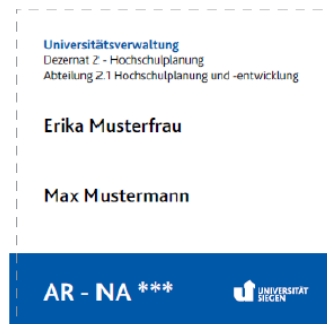 Universitätsverwaltung
Dezernat 2 - Hochschulplanung
Abteilung 2.1 Hochschulplanung und -entwicklung
Erika Musterfrau
Max Mustermann
AR - NA ***
UNIVERSITÄT
SIEGEN